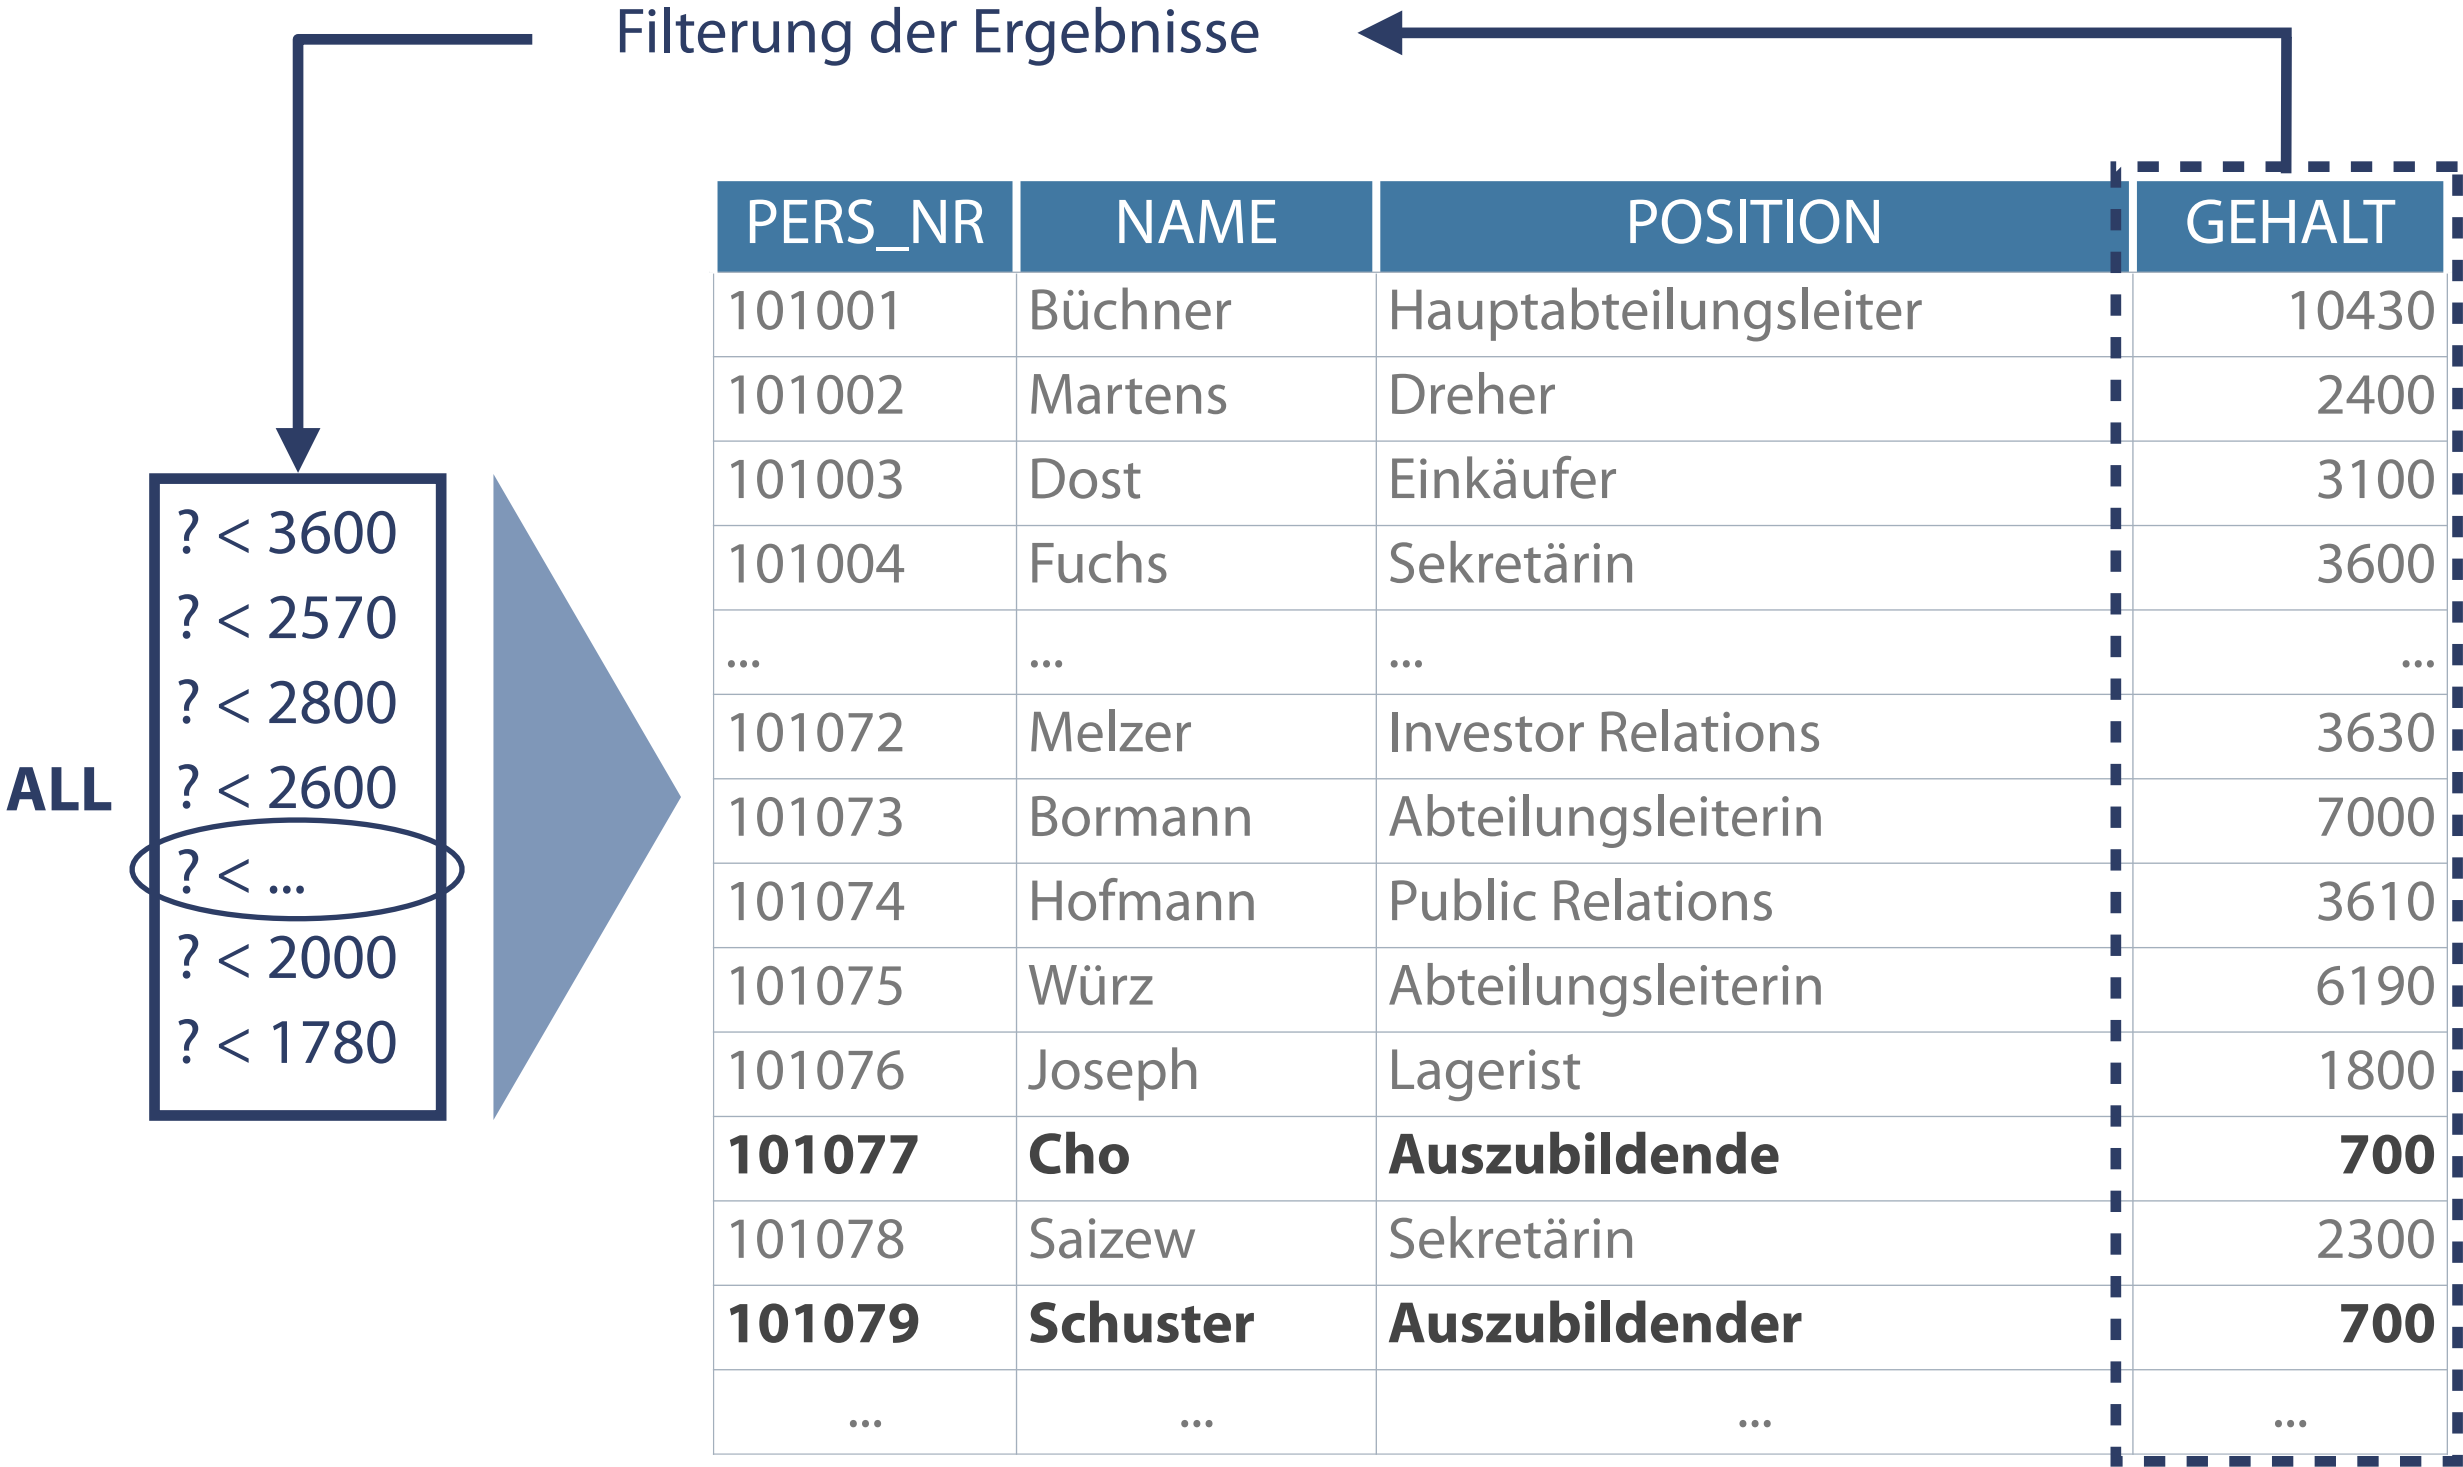 Filterung der Ergebnisse
ALL
? < 3600
? < 2570
? < 2800
? < 2600
? < ...
? < 2000
? < 1780
PERS_NR NAME POSITION GEHALT
101001 Büchner Hauptabteilungsleiter 10430
101002 Martens Dreher 2400
101003 Dost Einkäufer 3100
101004 Fuchs Sekretärin 3600
... ... ... ...
101072 Melzer Investor Relations 3630
101073 Bormann Abteilungsleiterin 7000
101074 Hofmann Public Relations 3610
101075 Würz Abteilungsleiterin 6190
101076 Joseph Lagerist 1800
101077 Cho Auszubildende 700
101078 Saizew Sekretärin 2300
101079 Schuster Auszubildender 700
... ... ... ...